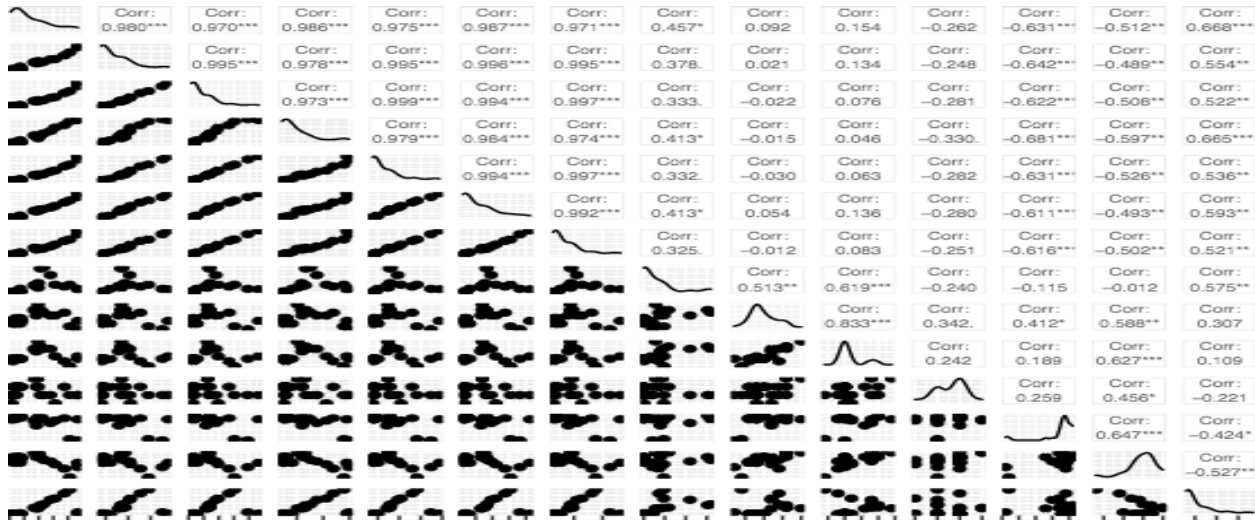 Corr: Corr: Corr: Corr: Corr: Corr: Corr: Corr: Corr: Corr: Corr: Corr: Corr:
0.980*** 0.970*** 0.986*** 0.975*** 0.987*** 0.971*** 0.457* 0.092 0.154 −0.262 −0.631*** −0.512** 0.668***
Corr: Corr: Corr: Corr: Corr: Corr: Corr: Corr: Corr: Corr: Corr: Corr:
0.995*** 0.978*** 0.995*** 0.996*** 0.995*** 0.378. 0.021 0.134 −0.248 −0.642*** −0.489** 0.554**
Corr: Corr: Corr: Corr: Corr: Corr: Corr: Corr: Corr: Corr: Corr:
0.973*** 0.999*** 0.994*** 0.997*** 0.333. −0.022 0.076 −0.281 −0.622*** −0.508** 0.522**
Corr: Corr: Corr: Corr: Corr: Corr: Corr: Corr: Corr: Corr:
0.979*** 0.984*** 0.974*** 0.413* −0.015 0.046 −0.330. −0.681*** −0.597** 0.665***
Corr: Corr: Corr: Corr: Corr: Corr: Corr: Corr: Corr:
0.994*** 0.997*** 0.332. −0.030 0.063 −0.282 −0.631*** −0.526** 0.536**
Corr: Corr: Corr: Corr: Corr: Corr: Corr: Corr:
0.992*** 0.413* 0.054 0.136 −0.280 −0.611*** −0.493** 0.593**
Corr: Corr: Corr: Corr: Corr: Corr: Corr:
0.325. −0.012 0.083 −0.251 −0.616*** −0.502** 0.521**
Corr: Corr: Corr: Corr: Corr: Corr:
0.513** 0.619*** −0.240 −0.115 −0.012 0.575**
Corr: Corr: Corr: Corr: Corr:
0.833*** 0.342. 0.412* 0.588** 0.307
Corr: Corr: Corr: Corr:
0.242 0.189 0.627*** 0.109
Corr: Corr: Corr:
0.259 0.456* −0.221
Corr: Corr:
0.647*** −0.424*
Corr:
−0.527**